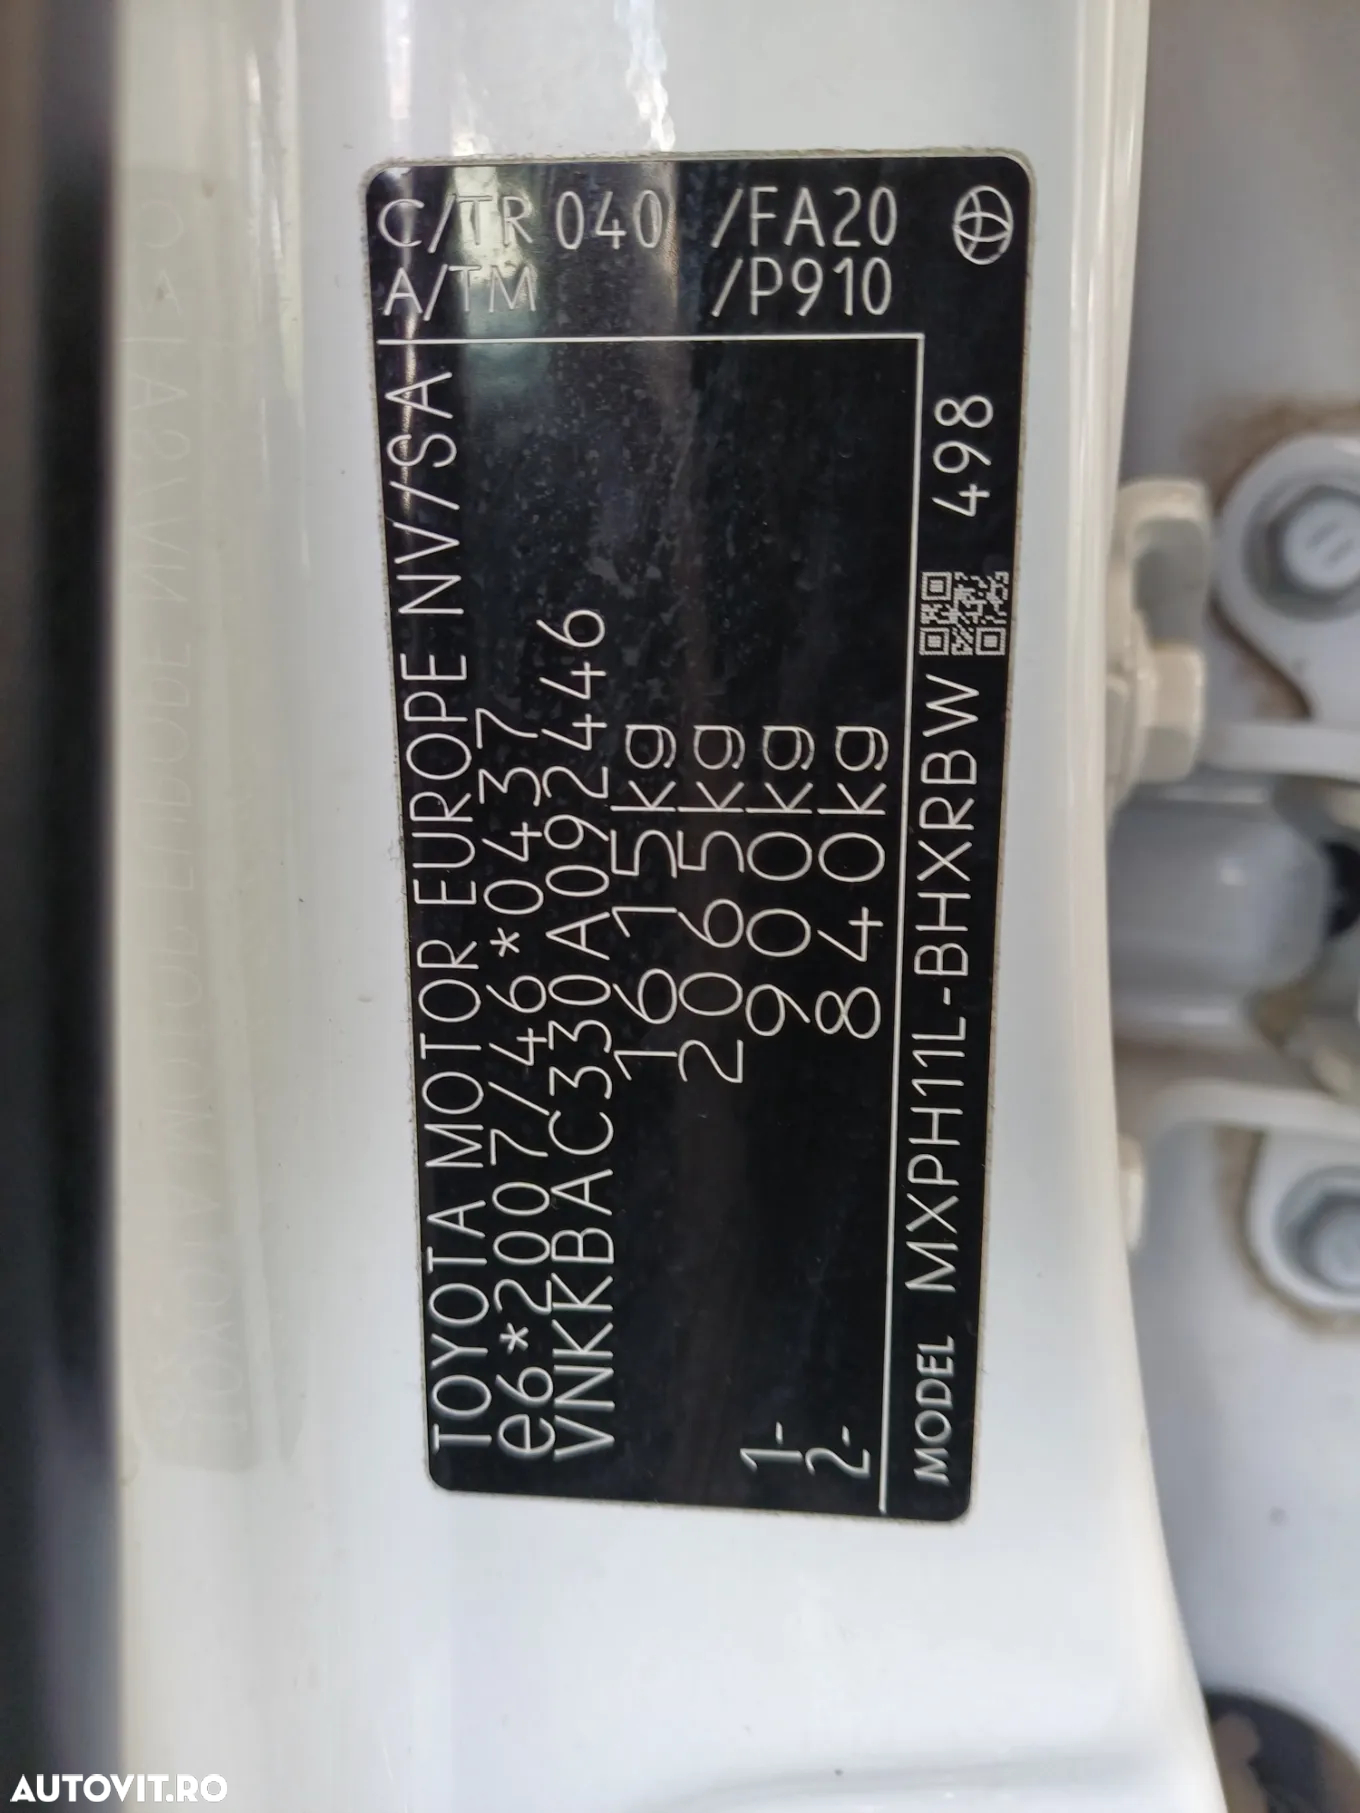 C/TR 040 /FA20
A/TM /P910
TOYOTA MOTOR EUROPE NV/SA
e6*2007/46*0437
VNKKBAC330A092446
1615kg
2065kg
1- 900kg
2- 840kg
MODEL MXPH11L-BHXRBW 498
AUTOVIT.RO